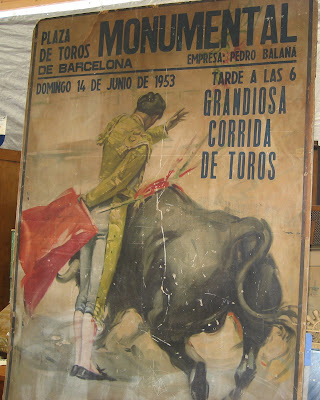 PLAZA
DE TOROS MONUMENTAL
DE BARCELONA EMPRESA: PEDRO BALAÑA
DOMINGO 14 DE JUNIO DE 1953 TARDE A LAS 6
GRANDIOSA
CORRIDA
DE TOROS